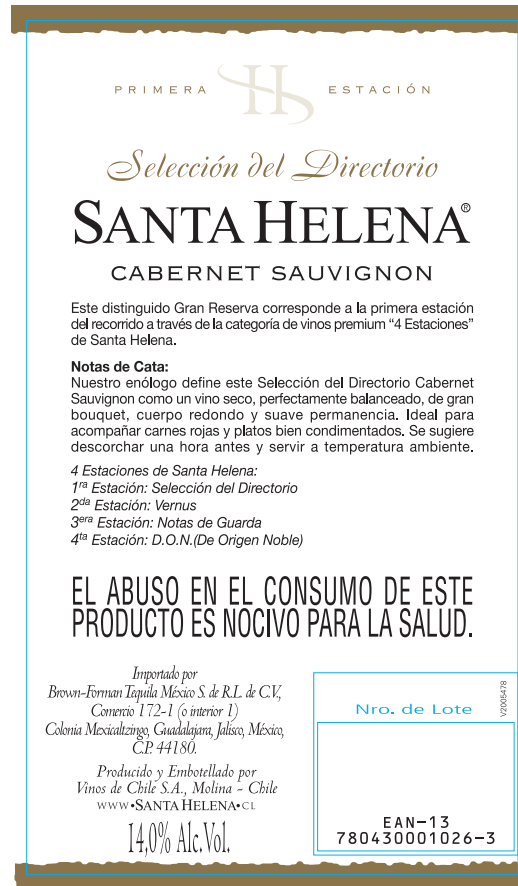 PRIMERA H ESTACIÓN
Selección del Directorio
SANTA HELENA®
CABERNET SAUVIGNON
Este distinguido Gran Reserva corresponde a la primera estación
del recorrido a través de la categoría de vinos premium “4 Estaciones”
de Santa Helena.
Notas de Cata:
Nuestro enólogo define este Selección del Directorio Cabernet
Sauvignon como un vino seco, perfectamente balanceado, de gran
bouquet, cuerpo redondo y suave permanencia. Ideal para
acompañar carnes rojas y platos bien condimentados. Se sugiere
descorchar una hora antes y servir a temperatura ambiente.
4 Estaciones de Santa Helena:
1ra Estación: Selección del Directorio
2da Estación: Vernus
3era Estación: Notas de Guarda
4ta Estación: D.O.N.(De Origen Noble)
EL ABUSO EN EL CONSUMO DE ESTE
PRODUCTO ES NOCIVO PARA LA SALUD.
Importado por
Brown-Forman Tequila México S. de R.L. de C.V.,
Comercio 172-1 (o interior 1)
Colonia Mexicaltzingo, Guadalajara, Jalisco, México,
C.P. 44180.
Producido y Embotellado por
Vinos de Chile S.A., Molina - Chile
WWW•SANTA HELENA•CL
14,0% Alc.Vol.
Nro. de Lote
V2005478
EAN-13
780430001026-3